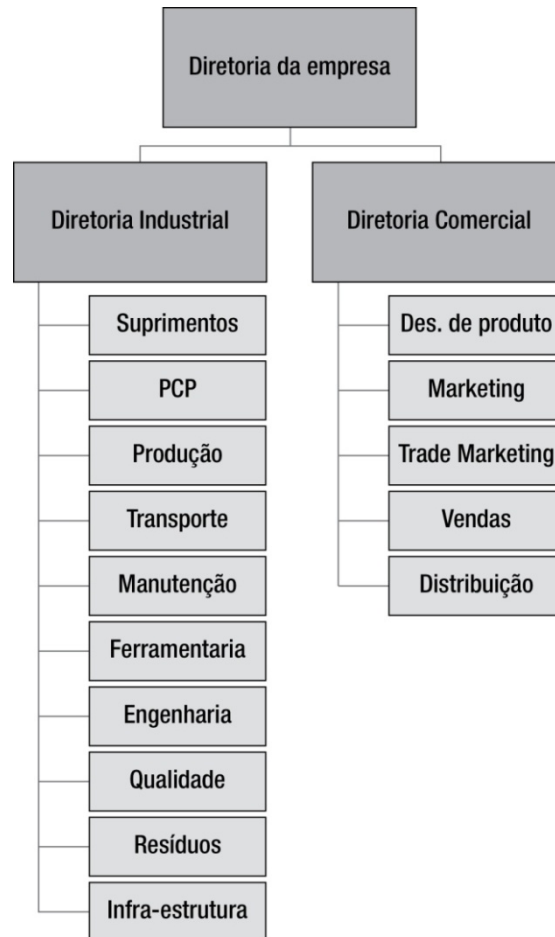 Diretoria da empresa
Diretoria Industrial
Diretoria Comercial
Suprimentos
PCP
Produção
Transporte
Manutenção
Ferramentaria
Engenharia
Qualidade
Resíduos
Infra-estrutura
Des. de produto
Marketing
Trade Marketing
Vendas
Distribuição